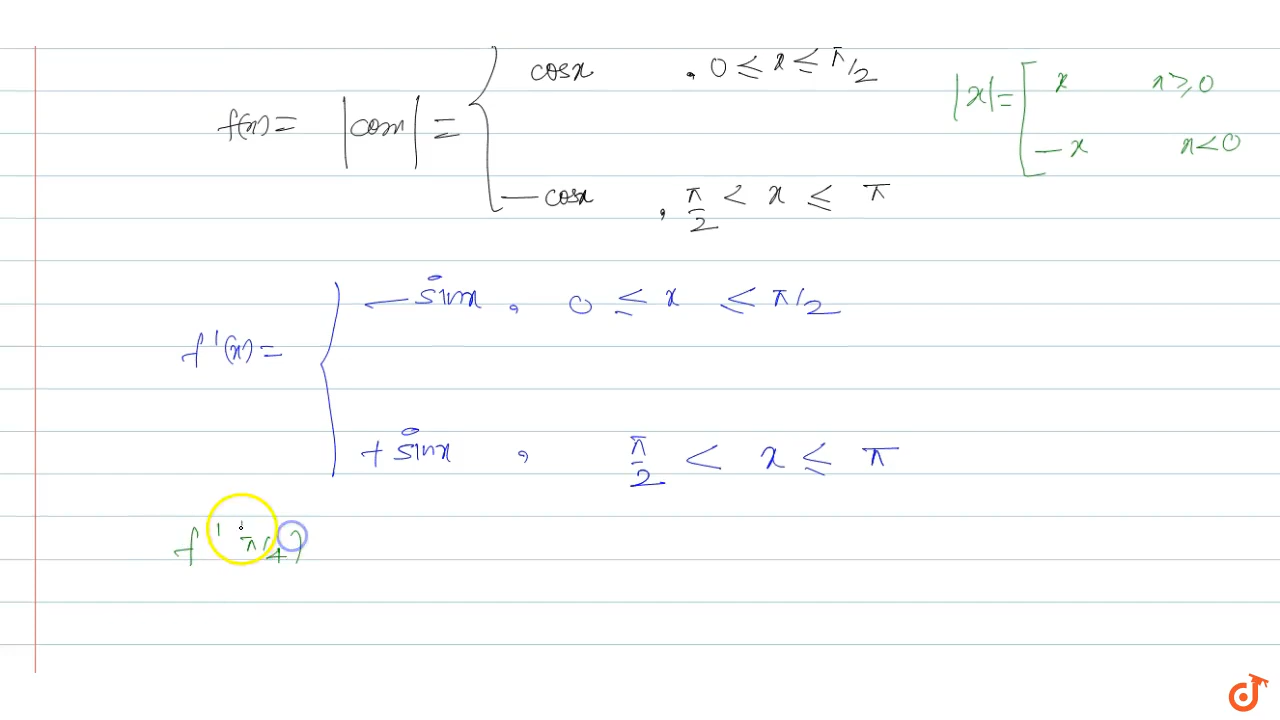 f(x) = |cosx| = { cosx , 0 ≤ x ≤ π/2
− cosx , π/2 < x ≤ π
|x| = [ x x ≥ 0
− x x < 0
f'(x) = { − sinx , 0 ≤ x ≤ π/2
+ sinx , π/2 < x ≤ π
f' π/4)